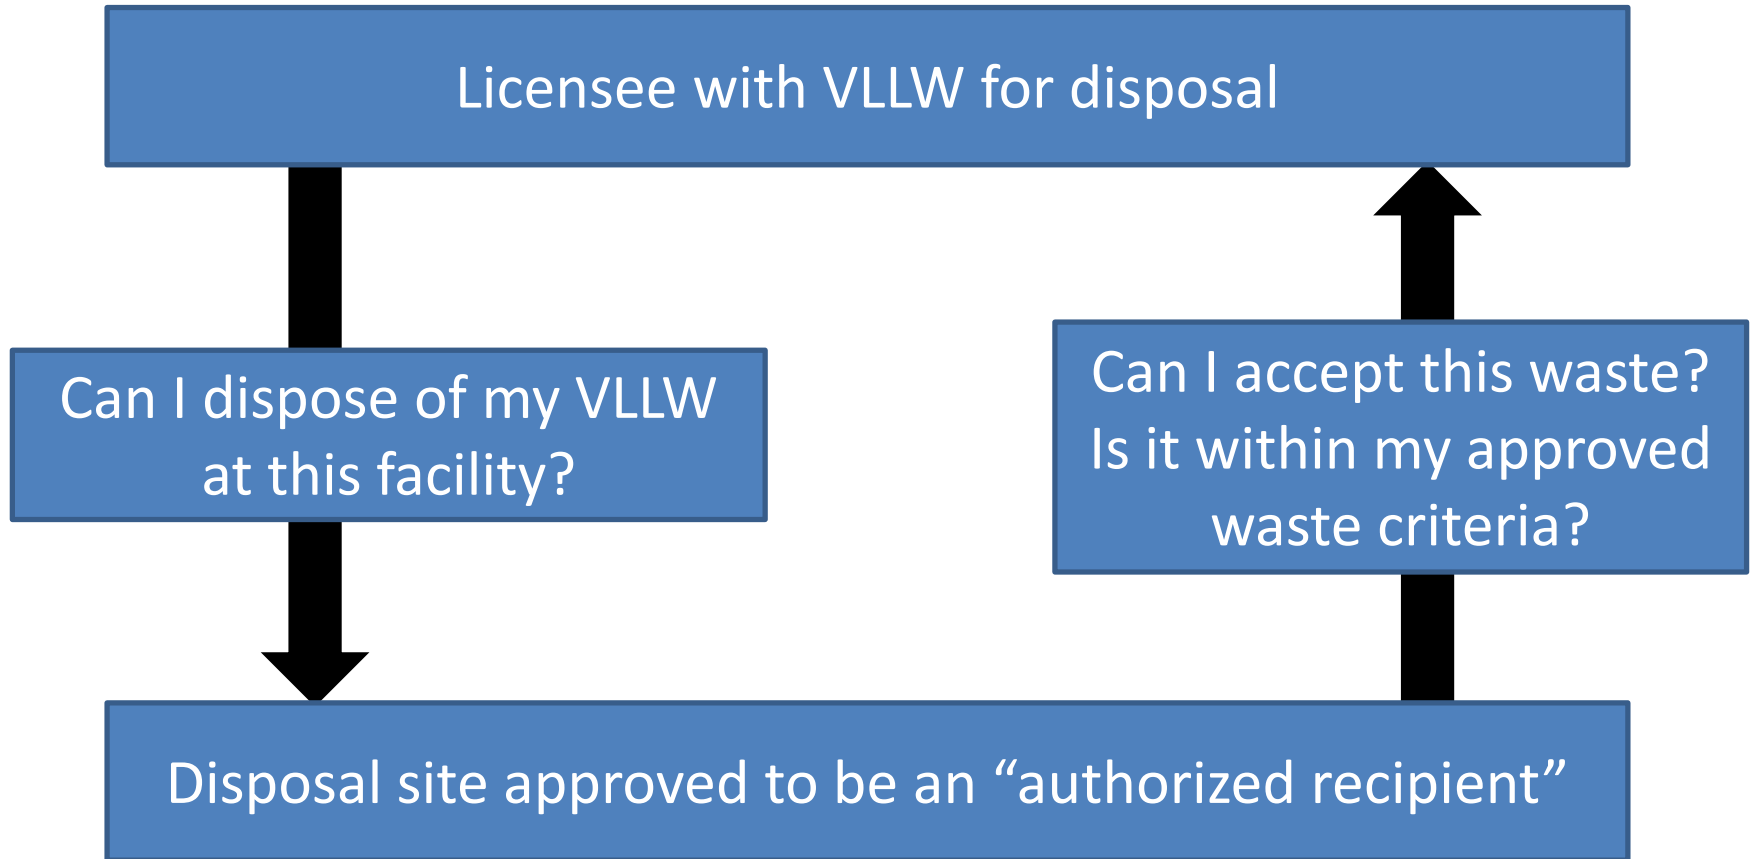 Licensee with VLLW for disposal
Can I dispose of my VLLW
at this facility?
Can I accept this waste?
Is it within my approved
waste criteria?
Disposal site approved to be an “authorized recipient”